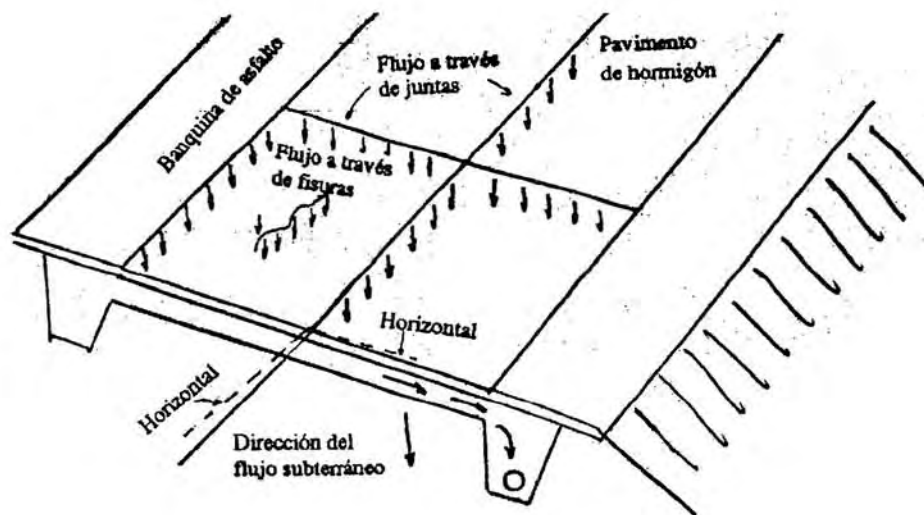 Banquina de asfalto
Flujo a través
de juntas
Pavimento
de hormigón
Flujo a través
de fisuras
Horizontal
Horizontal
Dirección del
flujo subterráneo